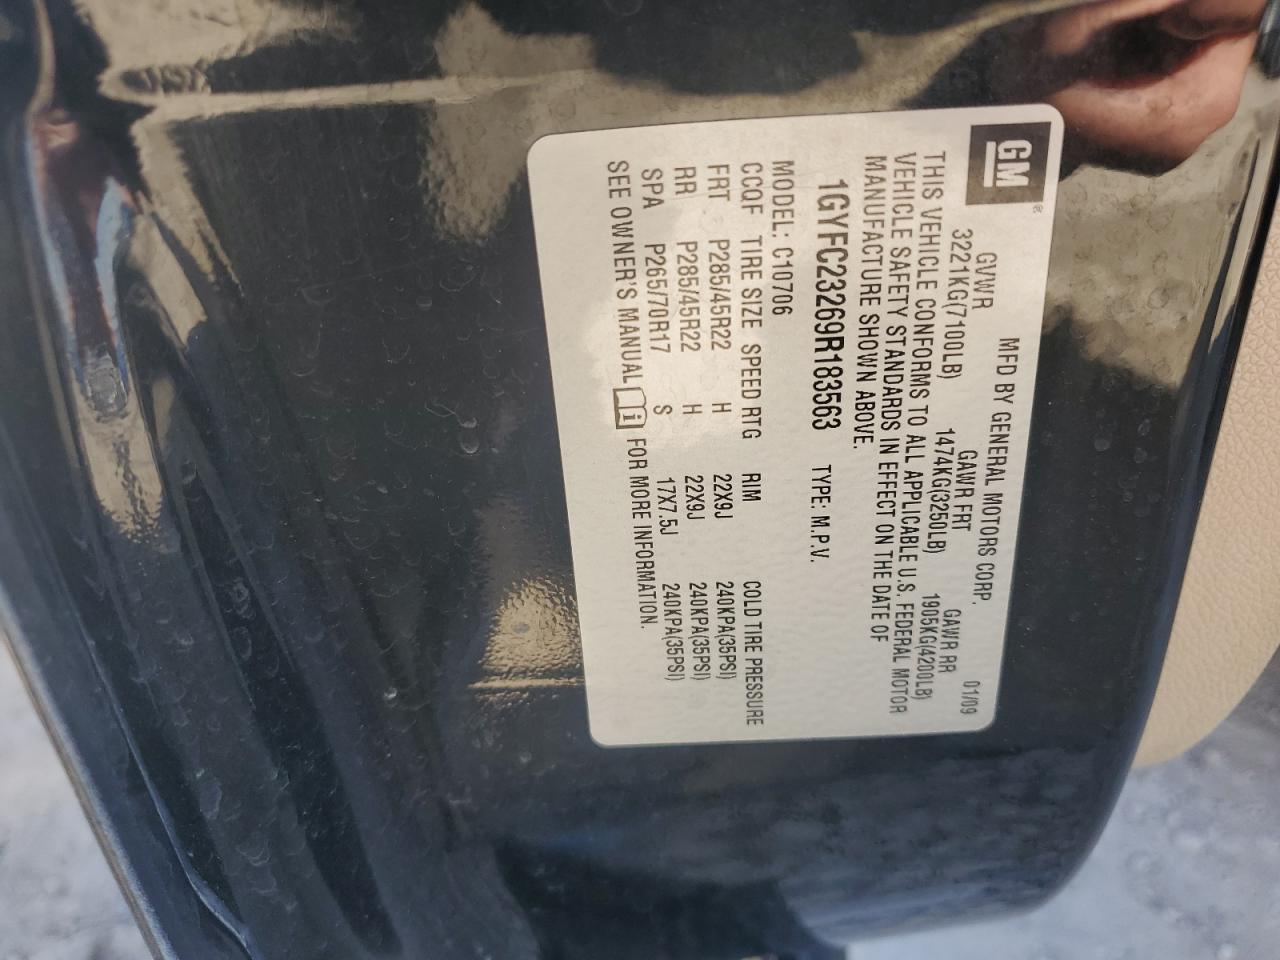 GM®
MFD BY GENERAL MOTORS CORP. 01/09
GVWR GAWR FRT GAWR RR
3221KG(7100LB) 1474KG(3250LB) 1905KG(4200LB)
THIS VEHICLE CONFORMS TO ALL APPLICABLE U.S. FEDERAL MOTOR
VEHICLE SAFETY STANDARDS IN EFFECT ON THE DATE OF
MANUFACTURE SHOWN ABOVE.
1GYFC23269R183563 TYPE: M.P.V.
MODEL: C10706
CCQF TIRE SIZE SPEED RTG RIM COLD TIRE PRESSURE
FRT P285/45R22 H 22X9J 240KPA(35PSI)
RR P285/45R22 H 22X9J 240KPA(35PSI)
SPA P265/70R17 S 17X7.5J 240KPA(35PSI)
SEE OWNER'S MANUAL i FOR MORE INFORMATION.